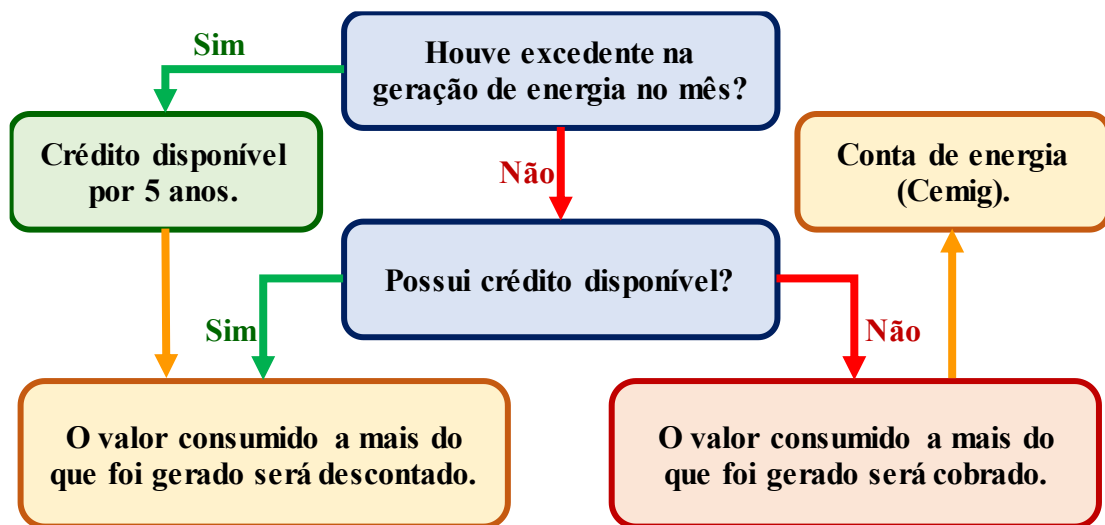 Sim
Houve excedente na
geração de energia no mês?
Crédito disponível
por 5 anos.
Não
Conta de energia
(Cemig).
Possui crédito disponível?
Sim
Não
O valor consumido a mais do
que foi gerado será descontado.
O valor consumido a mais do
que foi gerado será cobrado.